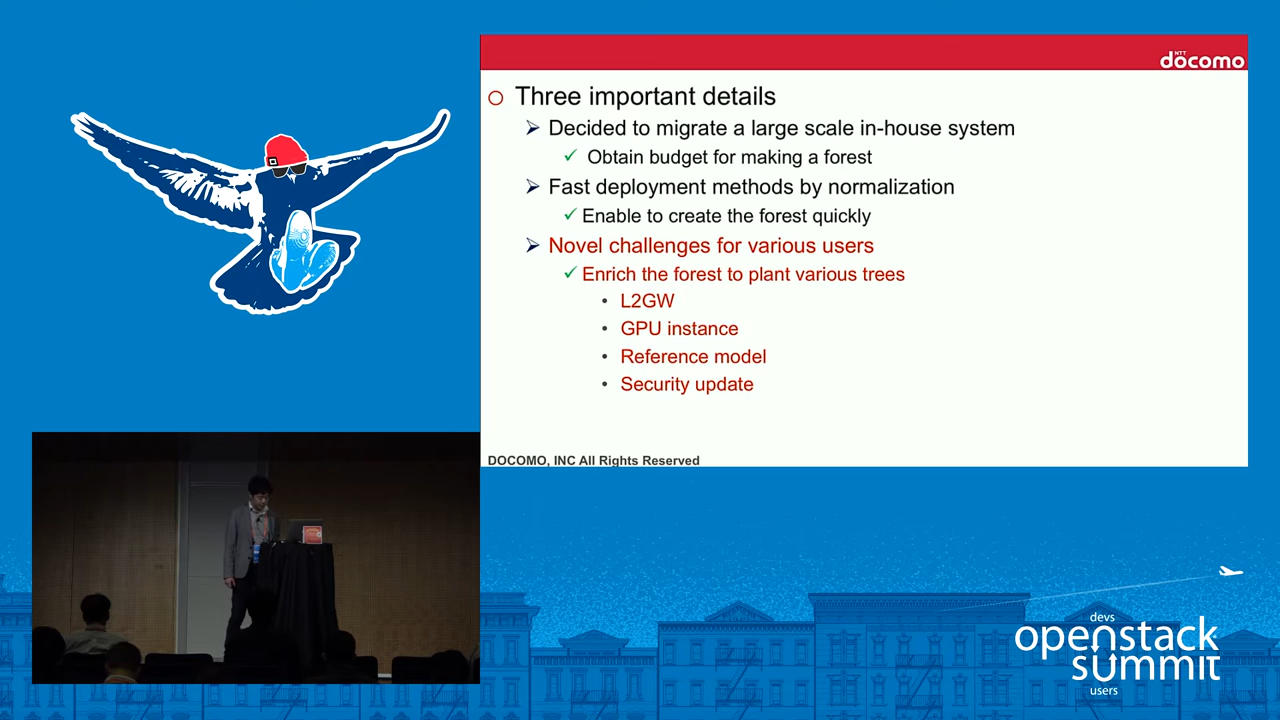 NTT
döcomo
Three important details
Decided to migrate a large scale in-house system
Obtain budget for making a forest
Fast deployment methods by normalization
Enable to create the forest quickly
Novel challenges for various users
Enrich the forest to plant various trees
• L2GW
• GPU instance
• Reference model
• Security update
DOCOMO, INC All Rights Reserved
devs
openstack
summit
users